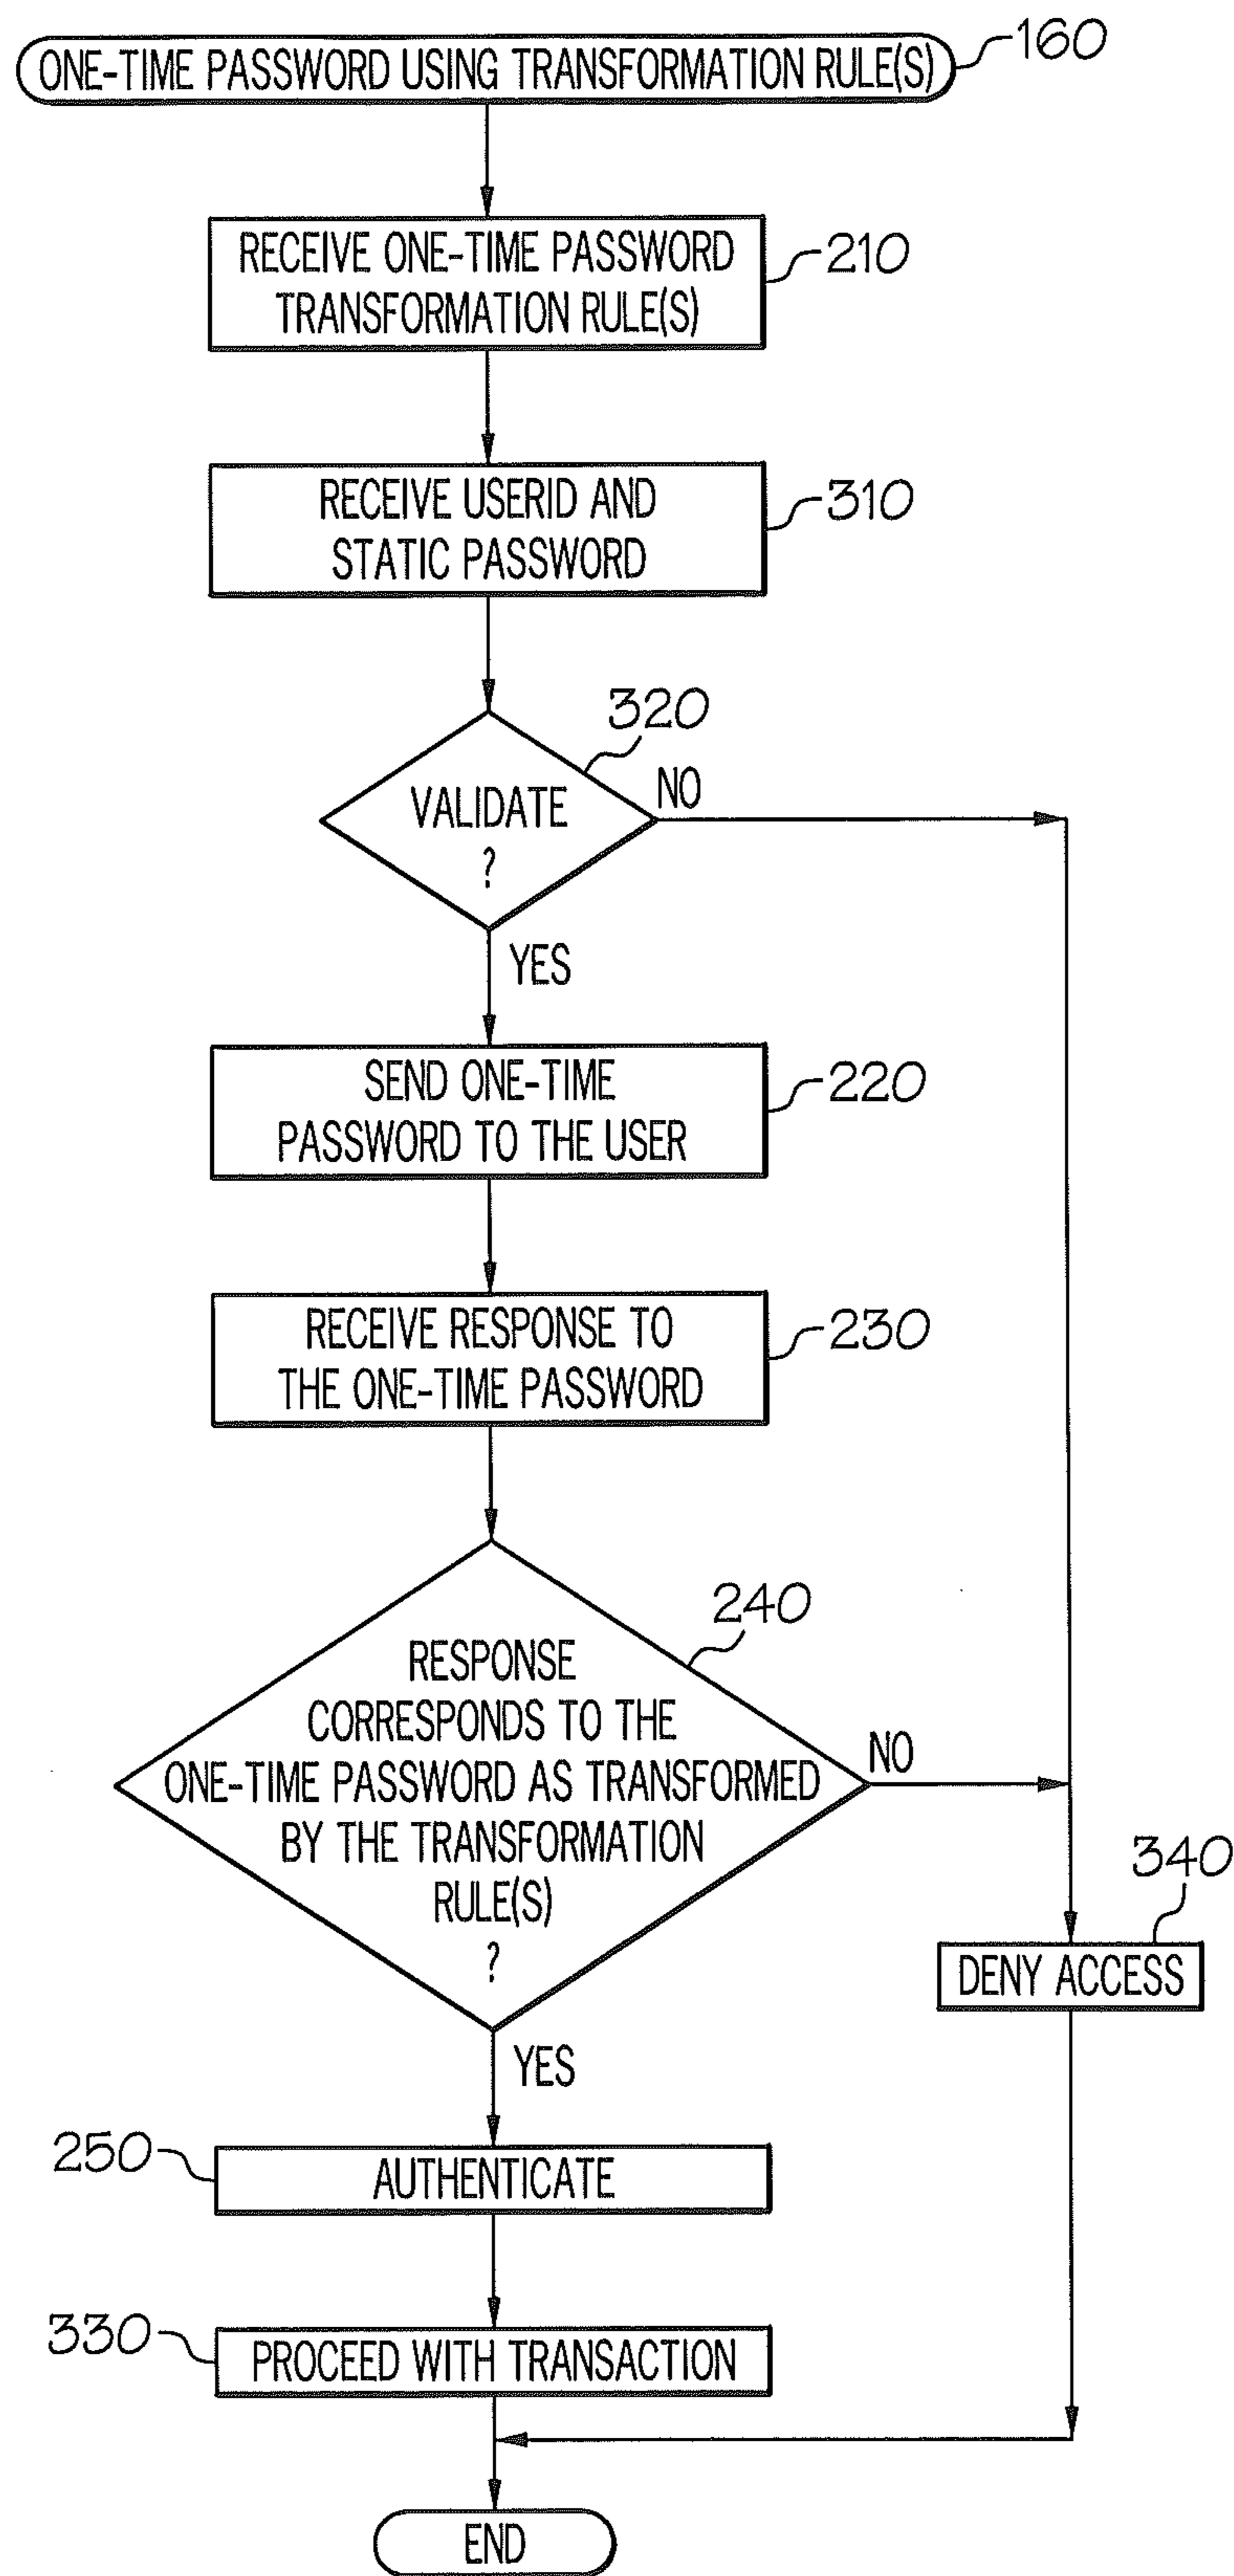 ONE-TIME PASSWORD USING TRANSFORMATION RULE(S)
160
RECEIVE ONE-TIME PASSWORD
TRANSFORMATION RULE(S)
210
RECEIVE USERID AND
STATIC PASSWORD
310
320
VALIDATE
?
NO
YES
SEND ONE-TIME
PASSWORD TO THE USER
220
RECEIVE RESPONSE TO
THE ONE-TIME PASSWORD
230
240
RESPONSE
CORRESPONDS TO THE
ONE-TIME PASSWORD AS TRANSFORMED
BY THE TRANSFORMATION
RULE(S)
?
NO
340
DENY ACCESS
YES
250
AUTHENTICATE
330
PROCEED WITH TRANSACTION
END